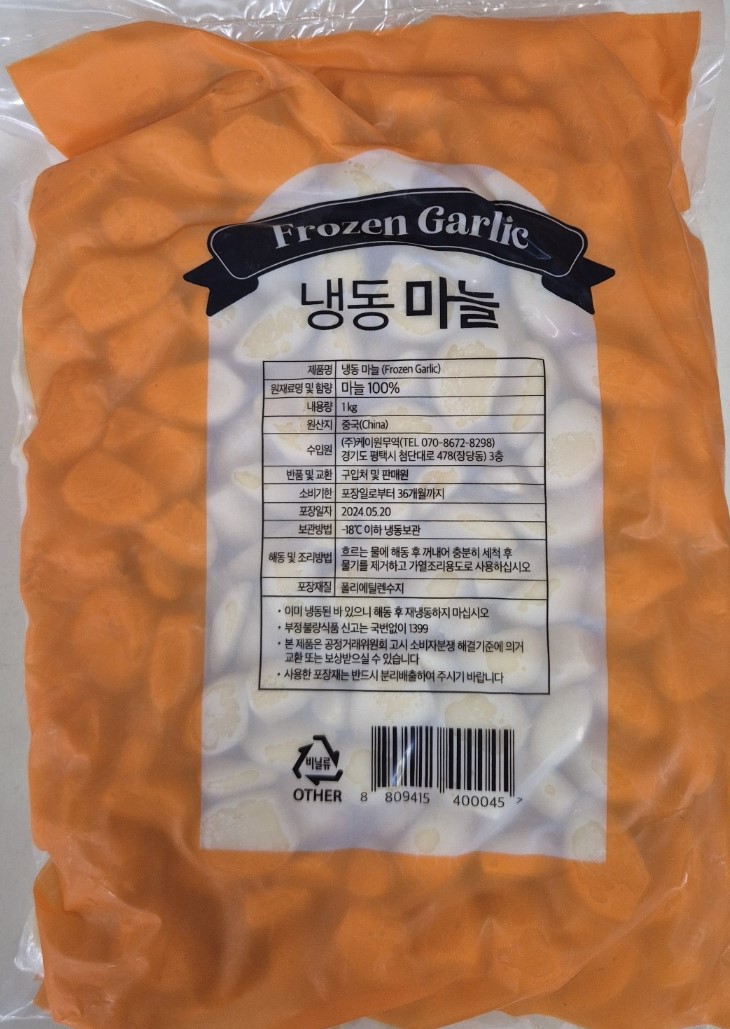 Frozen Garlic
냉동 마늘
제품명 냉동 마늘 (Frozen Garlic)
원재료명 및 함량 마늘 100%
내용량 1kg
원산지 중국(China)
수입원 (주)케이원무역(TEL 070-8672-8298)
경기도 평택시 첨단대로 478(장당동) 3층
반품 및 교환 구입처 및 판매원
소비기한 포장일로부터 36개월까지
포장일자 2024.05.20
보관방법 -18℃ 이하 냉동보관
해동 및 조리방법 흐르는 물에 해동 후 꺼내어 충분히 세척 후
물기를 제거하고 가열조리용도로 사용하십시오
포장재질 폴리에틸렌수지
• 이미 냉동된 바 있으니 해동 후 재냉동하지 마십시오
• 부정·불량식품 신고는 국번없이 1399
• 본 제품은 공정거래위원회 고시 소비자분쟁 해결기준에 의거
교환 또는 보상받으실 수 있습니다
• 사용한 포장재는 반드시 분리배출하여 주시기 바랍니다
비닐류
OTHER
8 809415 400045